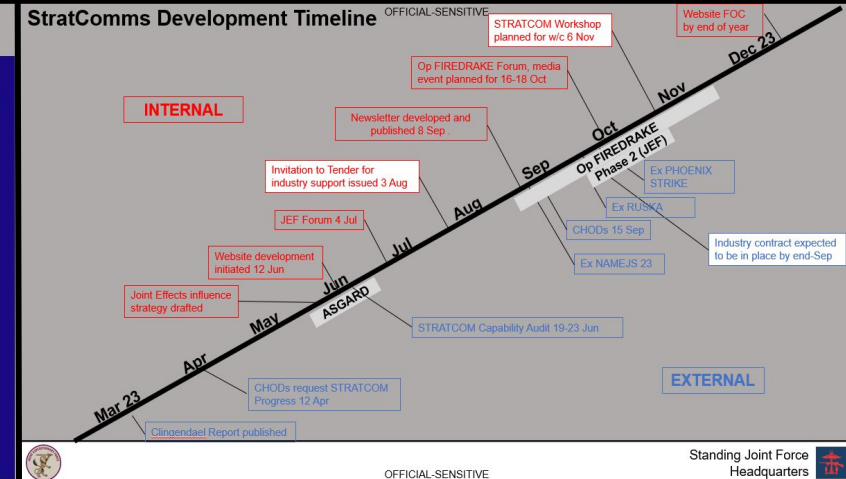 StratComms Development Timeline
OFFICIAL-SENSITIVE
STRATCOM Workshop
planned for w/c 6 Nov
Website FOC
by end of year
Op FIREDRAKE Forum, media
event planned for 16-18 Oct
INTERNAL
Newsletter developed and
published 8 Sep .
Invitation to Tender for
industry support issued 3 Aug
JEF Forum 4 Jul
Website development
initiated 12 Jun
Joint Effects influence
strategy drafted
Mar 23
Apr
May
Jun
Jul
Aug
Sep
Oct
Nov
Dec 23
ASGARD
Op FIREDRAKE
Phase 2 (JEF)
Ex PHOENIX
STRIKE
Ex RUSKA
CHODs 15 Sep
Industry contract expected
to be in place by end-Sep
Ex NAMEJS 23
STRATCOM Capability Audit 19-23 Jun
EXTERNAL
CHODs request STRATCOM
Progress 12 Apr
Clingendael Report published
OFFICIAL-SENSITIVE
Standing Joint Force
Headquarters